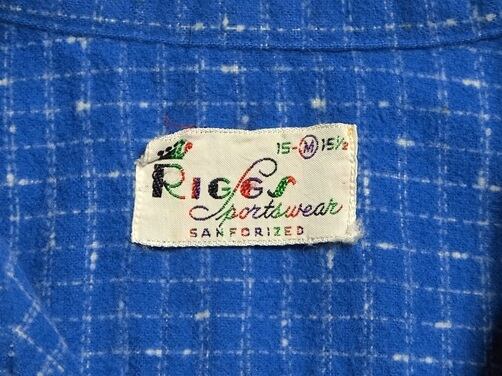 15-M 15½
RIGGS
Sportswear
SANFORIZED